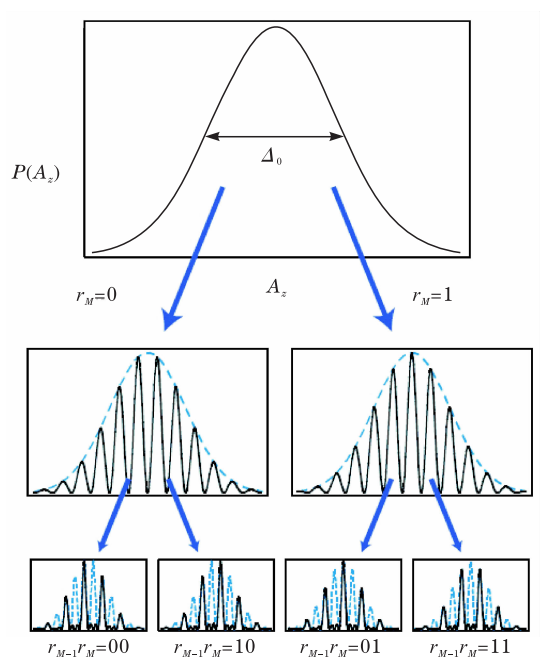 P(A_z)
Δ_0
A_z
r_M=0
r_M=1
r_{M-1}r_M=00
r_{M-1}r_M=10
r_{M-1}r_M=01
r_{M-1}r_M=11